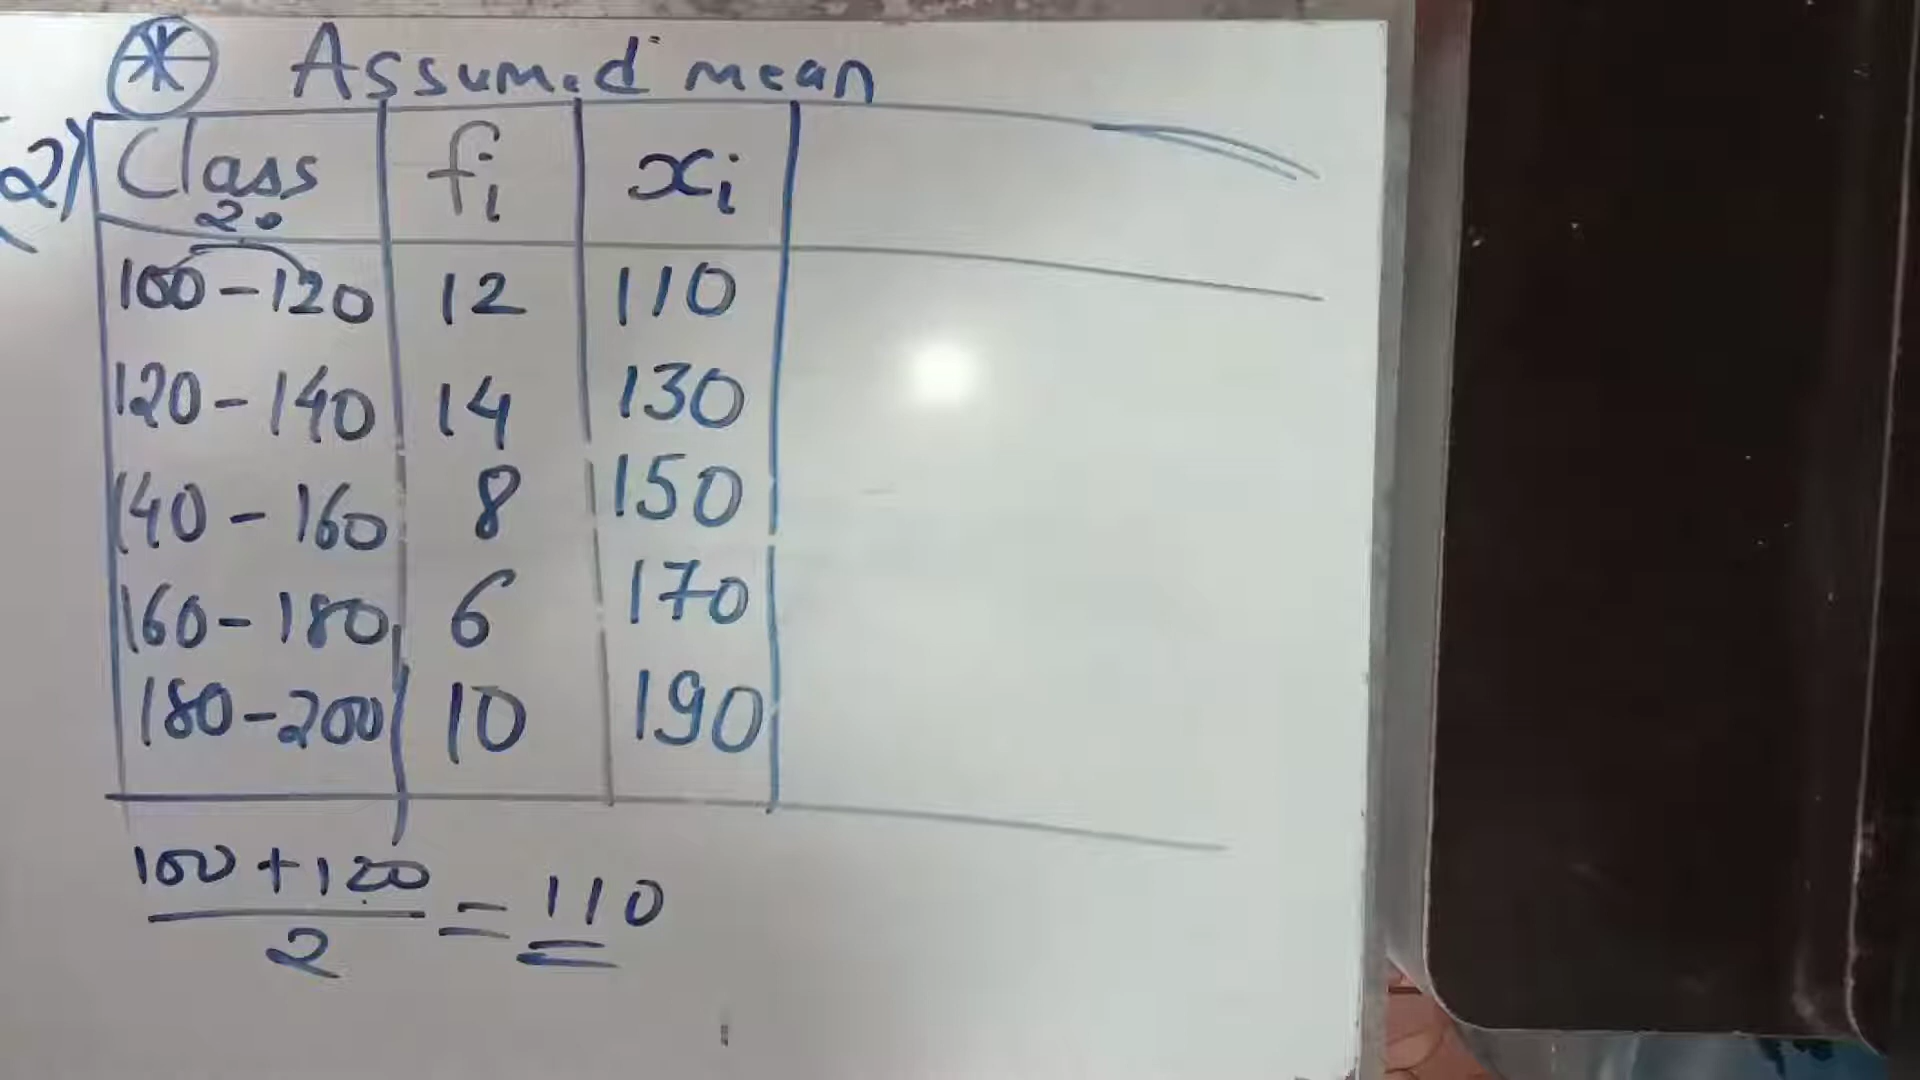 * Assumed mean
2) Class fi xi
20
100-120 12 110
120-140 14 130
140-160 8 150
160-180 6 170
180-200 10 190
100+120
2
= 110